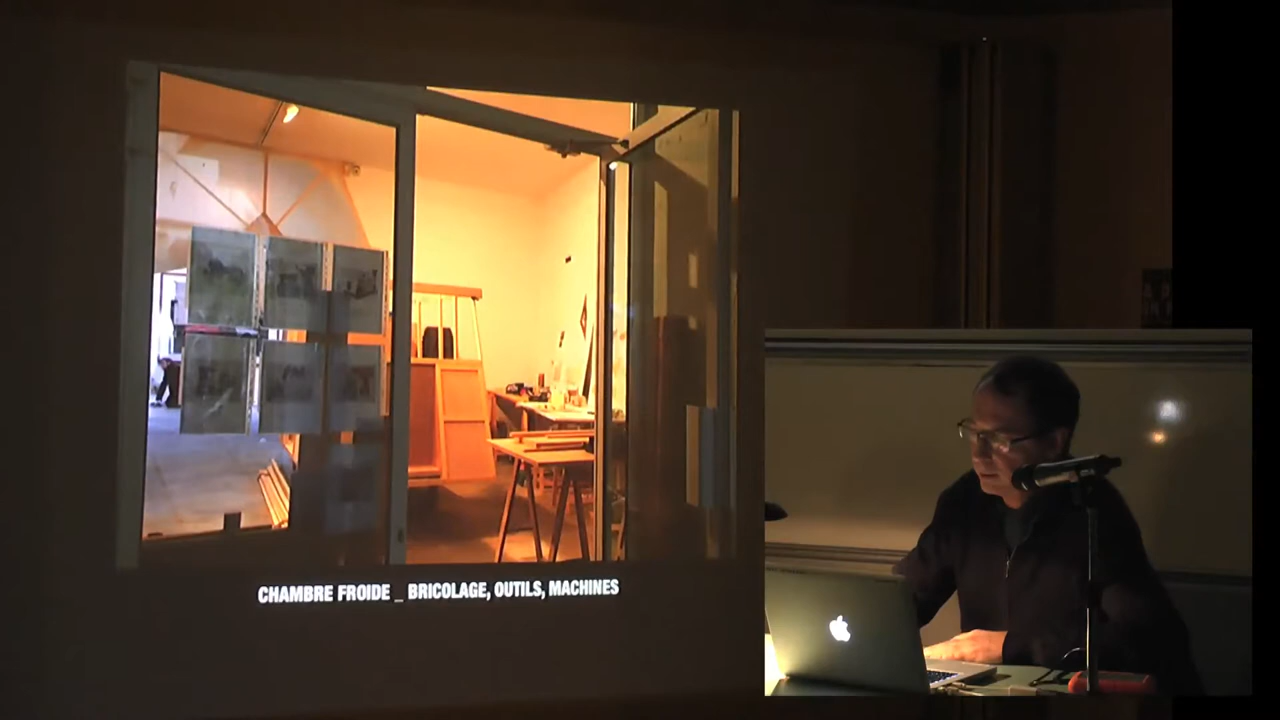 CHAMBRE FROIDE _ BRICOLAGE, OUTILS, MACHINES